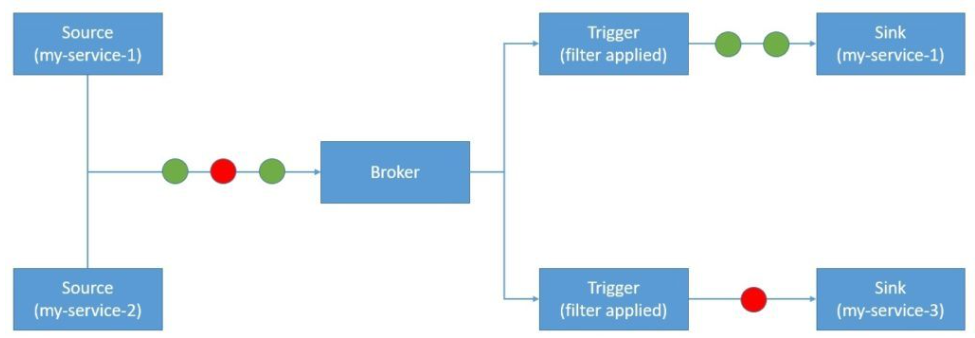 Source
(my-service-1)
Trigger
(filter applied)
Sink
(my-service-1)
Broker
Source
(my-service-2)
Trigger
(filter applied)
Sink
(my-service-3)